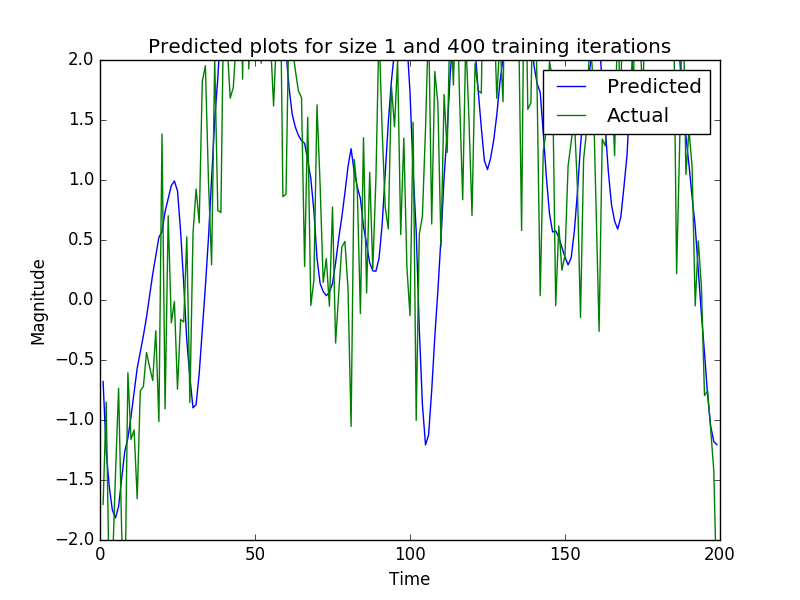 Predicted plots for size 1 and 400 training iterations
2.0
1.5
1.0
0.5
0.0
−0.5
−1.0
−1.5
−2.0
Magnitude
Predicted
Actual
0
50
100
150
200
Time